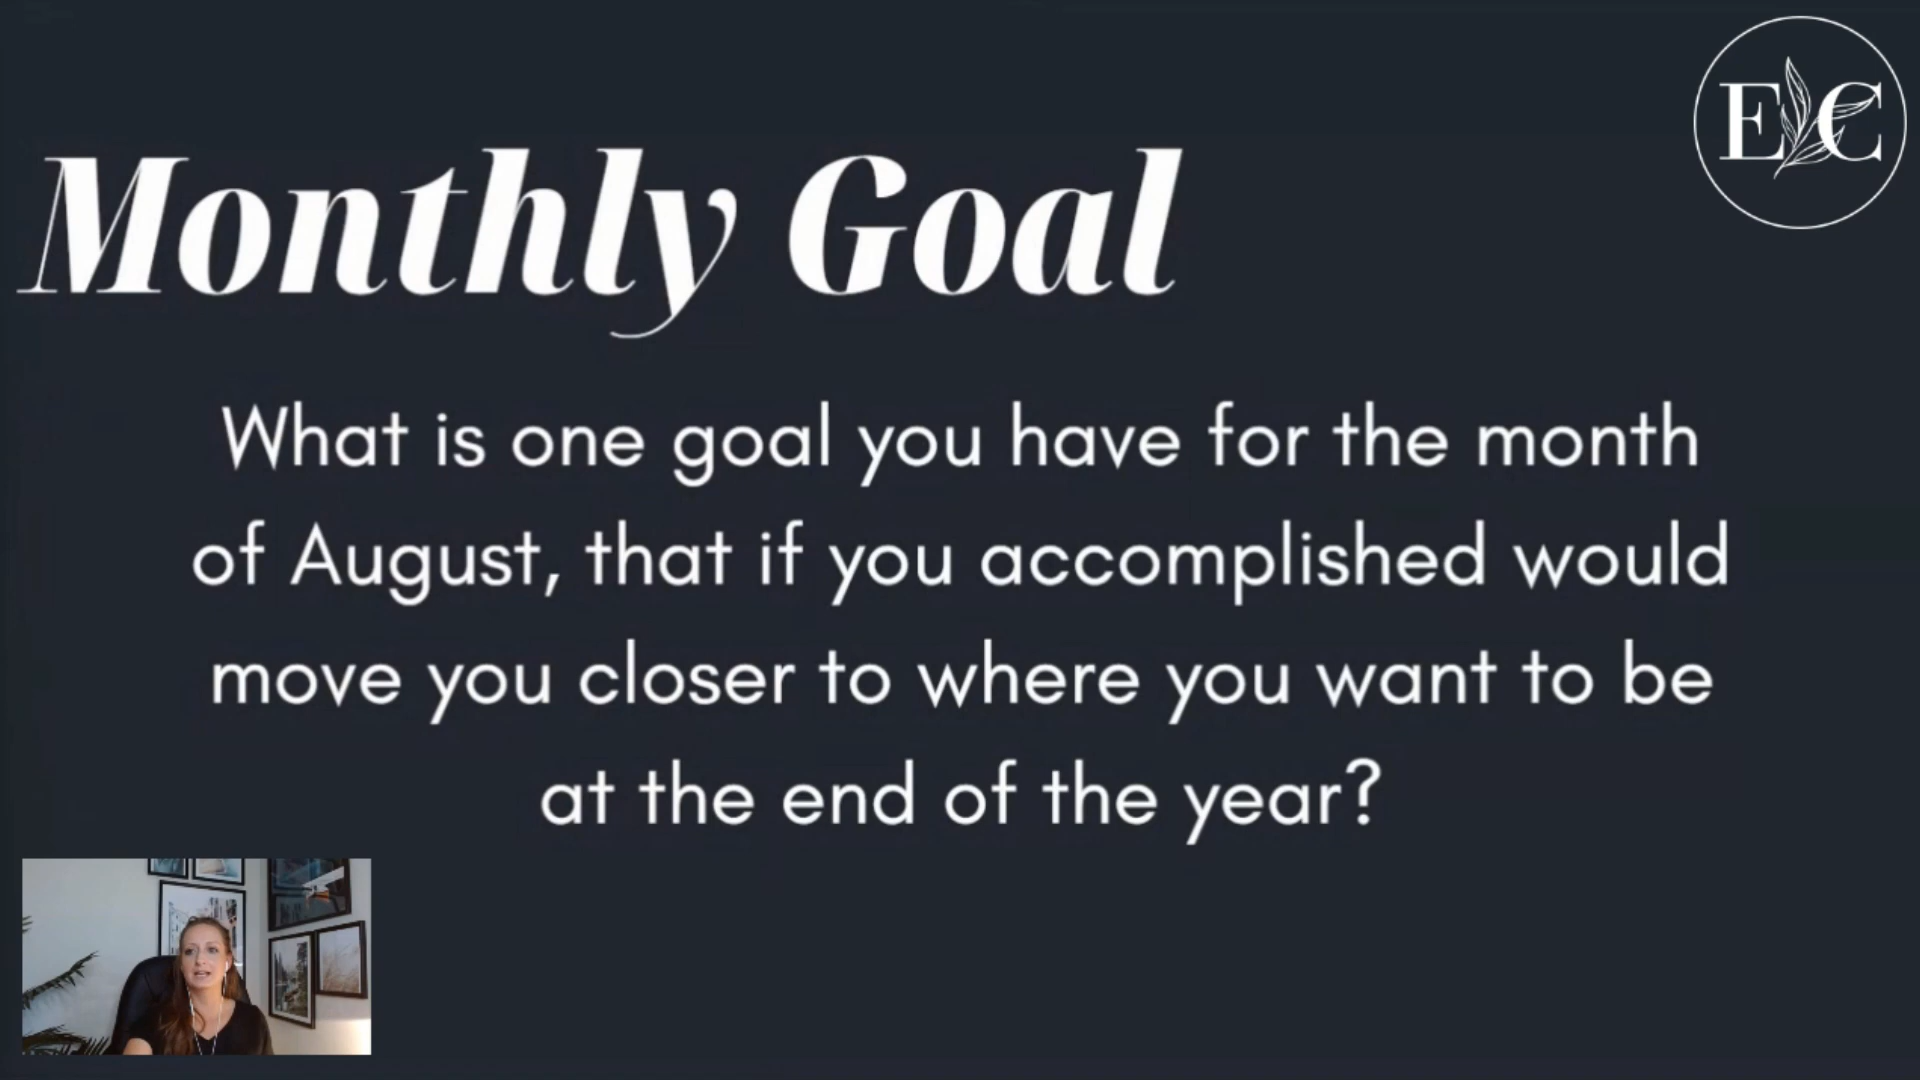 EC
Monthly Goal
What is one goal you have for the month
of August, that if you accomplished would
move you closer to where you want to be
at the end of the year?